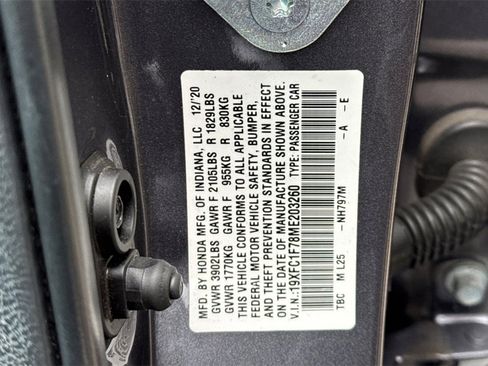 MFD. BY HONDA MFG. OF INDIANA, LLC 12/'20
GVWR 3902LBS GAWR F 2105LBS R 1829LBS
GVWR 1770KG GAWR F 955KG R 830KG
THIS VEHICLE CONFORMS TO ALL APPLICABLE
FEDERAL MOTOR VEHICLE SAFETY, BUMPER,
AND THEFT PREVENTION STANDARDS IN EFFECT
ON THE DATE OF MANUFACTURE SHOWN ABOVE.
V.I.N.:19XFC1F78ME203260 TYPE: PASSENGER CAR
TBC M L25 -NH797M -A -E